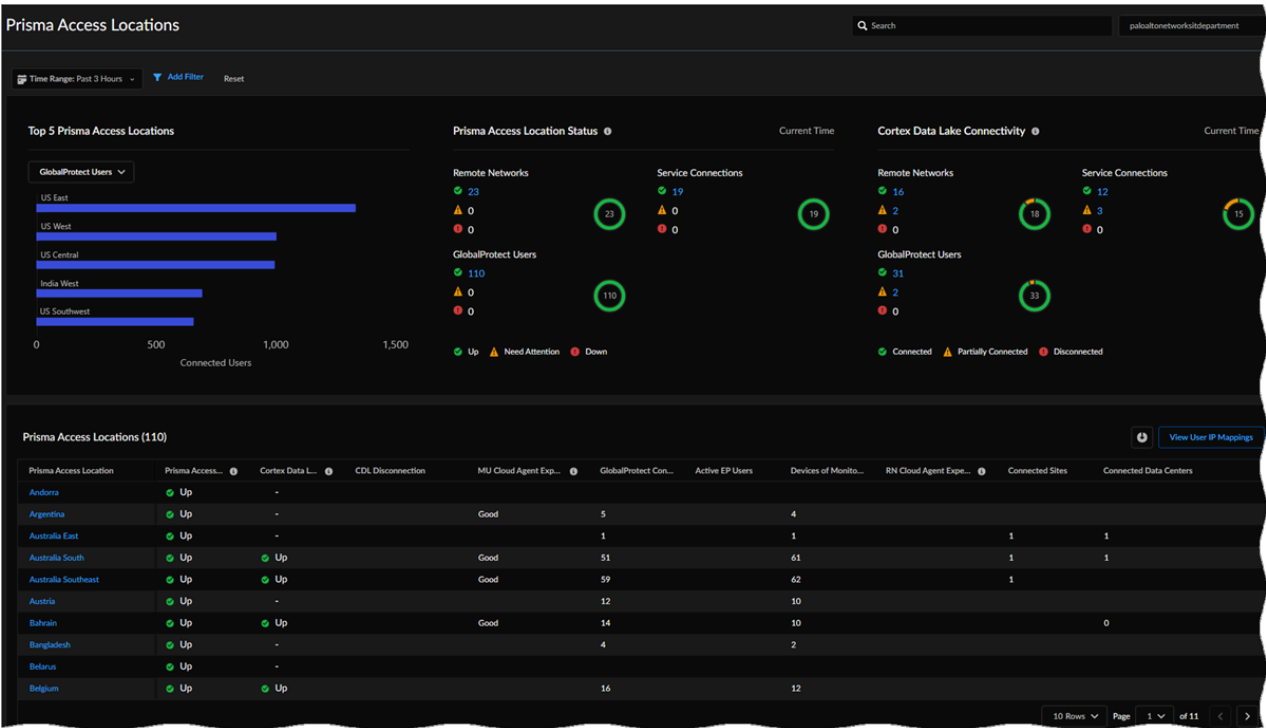 Prisma Access Locations
Search
paloaltonetworksitdepartment
Time Range: Past 3 Hours
Add Filter
Reset
Top 5 Prisma Access Locations
GlobalProtect Users
US East
US West
US Central
India West
US Southwest
0 500 1,000 1,500
Connected Users
Prisma Access Location Status
Current Time
Remote Networks
23
0
0
23
Service Connections
19
0
0
19
GlobalProtect Users
110
0
0
110
Up Need Attention Down
Cortex Data Lake Connectivity
Current Time
Remote Networks
16
2
0
18
Service Connections
12
3
0
15
GlobalProtect Users
31
2
0
33
Connected Partially Connected Disconnected
Prisma Access Locations (110)
View User IP Mappings
Prisma Access Location Prisma Access... Cortex Data L... CDL Disconnection MU Cloud Agent Exp... GlobalProtect Con... Active EP Users Devices of Monito... RN Cloud Agent Expe... Connected Sites Connected Data Centers
Andorra Up -
Argentina Up - Good 5 4
Australia East Up - 1 1 1 1
Australia South Up Up Good 51 61 1 1
Australia Southeast Up Up Good 59 62 1
Austria Up - 12 10
Bahrain Up Up Good 14 10 0
Bangladesh Up - 4 2
Belarus Up -
Belgium Up Up 16 12
10 Rows Page 1 of 11